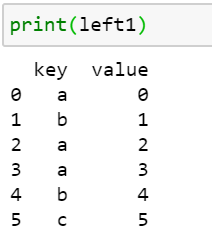 print(left1)
key value
0 a 0
1 b 1
2 a 2
3 a 3
4 b 4
5 c 5